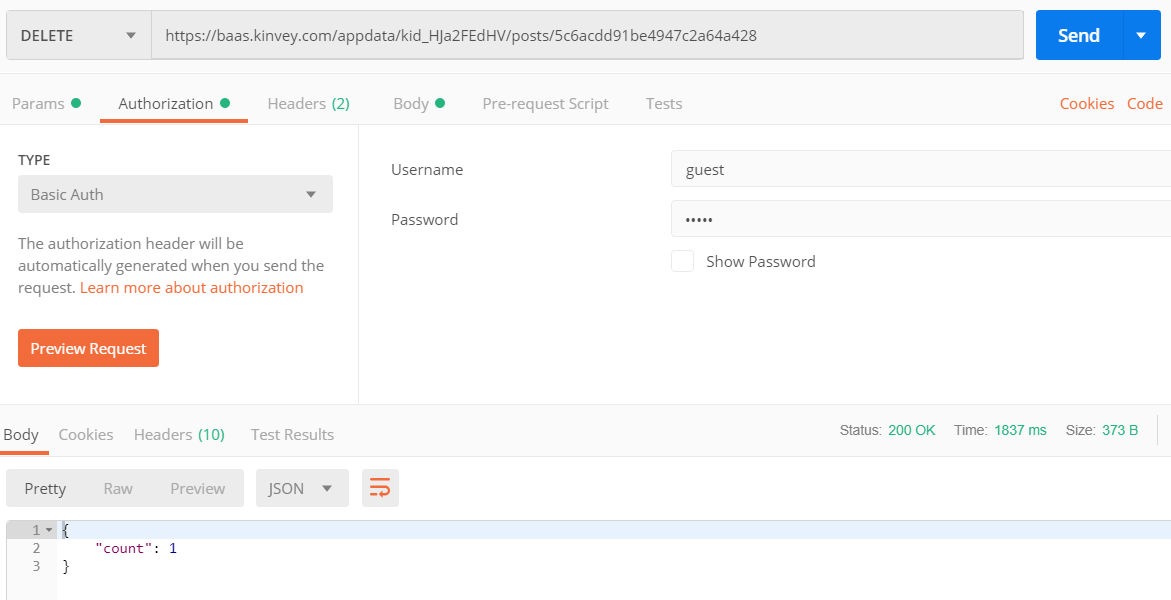 DELETE https://baas.kinvey.com/appdata/kid_HJa2FEdHV/posts/5c6acdd91be4947c2a64a428 Send
Params Authorization Headers (2) Body Pre-request Script Tests Cookies Code
TYPE
Basic Auth
The authorization header will be
automatically generated when you send the
request. Learn more about authorization
Preview Request
Username guest
Password •••••
Show Password
Body Cookies Headers (10) Test Results Status: 200 OK Time: 1837 ms Size: 373 B
Pretty Raw Preview JSON
1 {
2 "count": 1
3 }